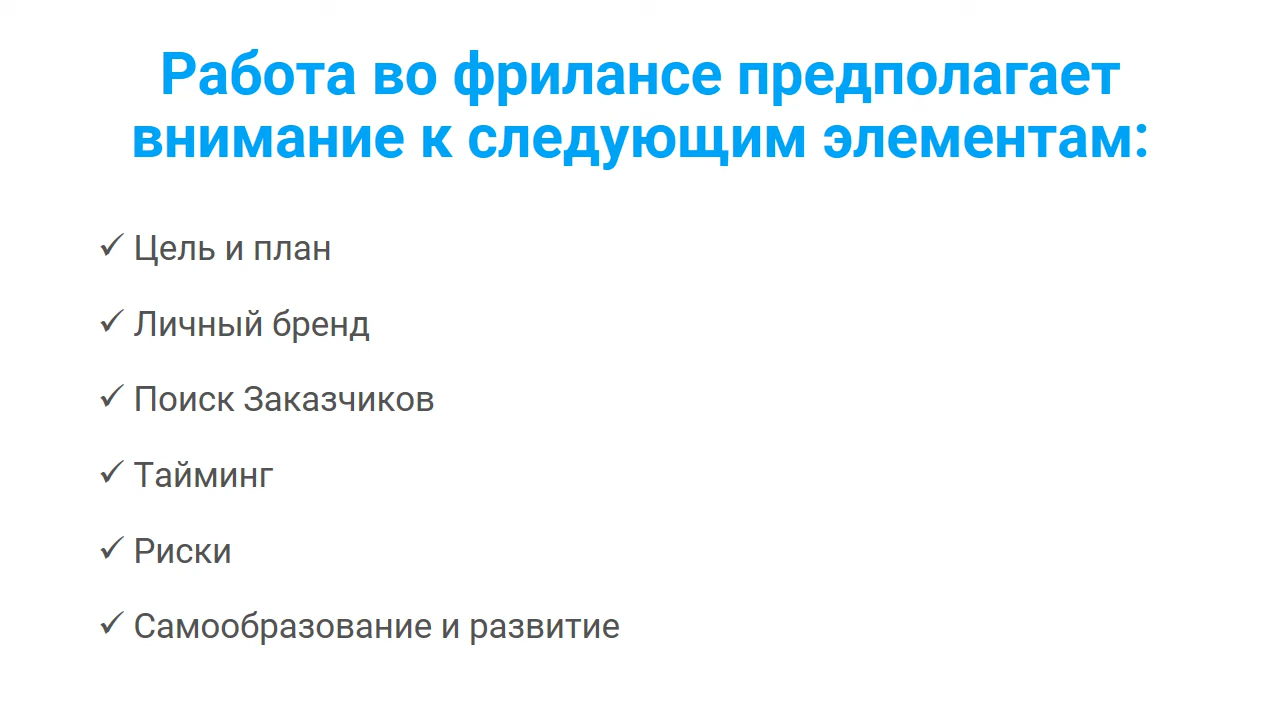 Работа во фрилансе предполагает
внимание к следующим элементам:
✓ Цель и план
✓ Личный бренд
✓ Поиск Заказчиков
✓ Тайминг
✓ Риски
✓ Самообразование и развитие